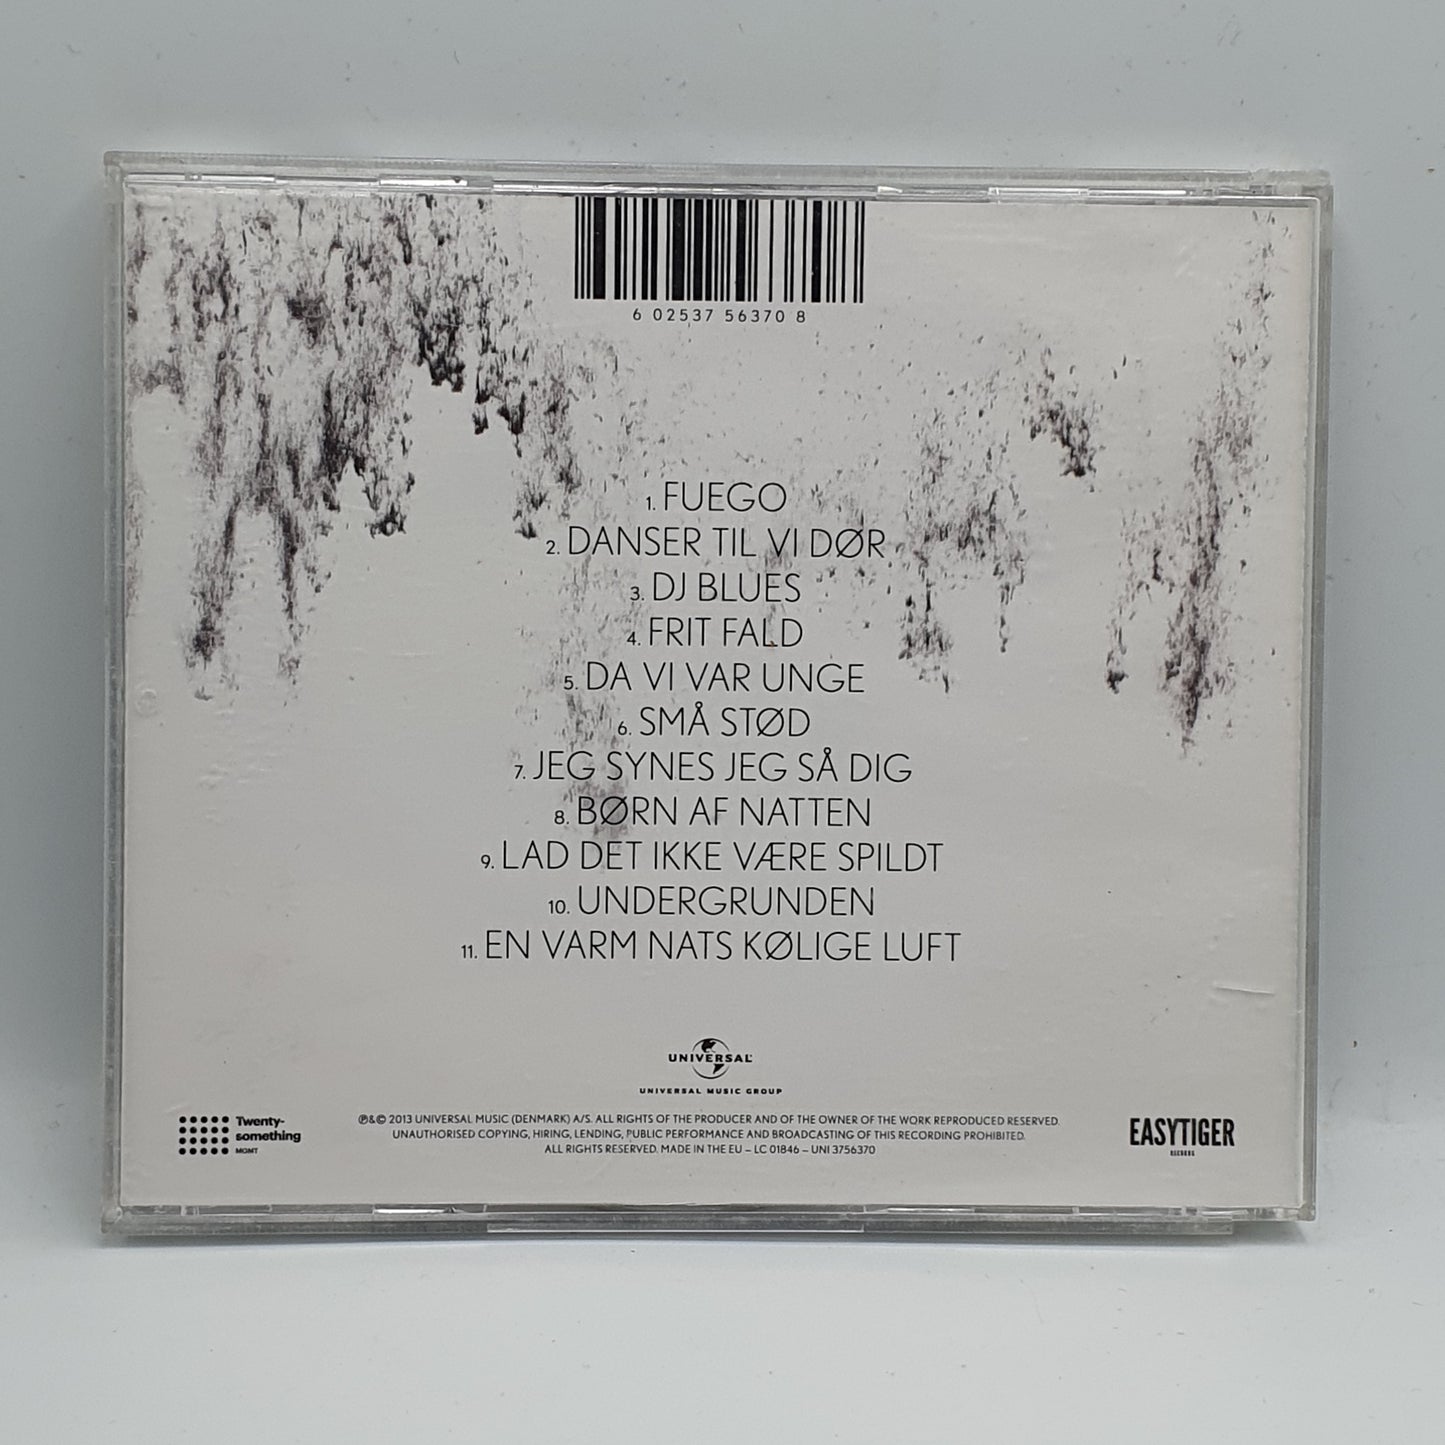 6 02537 56370 8
1. FUEGO
2. DANSER TIL VI DØR
3. DJ BLUES
4. FRIT FALD
5. DA VI VAR UNGE
6. SMÅ STØD
7. JEG SYNES JEG SÅ DIG
8. BØRN AF NATTEN
9. LAD DET IKKE VÆRE SPILDT
10. UNDERGRUNDEN
11. EN VARM NATS KØLIGE LUFT
UNIVERSAL
UNIVERSAL MUSIC GROUP
Twenty-
something
MGMT
℗&© 2013 UNIVERSAL MUSIC (DENMARK) A/S. ALL RIGHTS OF THE PRODUCER AND OF THE OWNER OF THE WORK REPRODUCED RESERVED.
UNAUTHORISED COPYING, HIRING, LENDING, PUBLIC PERFORMANCE AND BROADCASTING OF THIS RECORDING PROHIBITED.
ALL RIGHTS RESERVED. MADE IN THE EU – LC 01846 – UNI 3756370
EASYTIGER
RECORDS